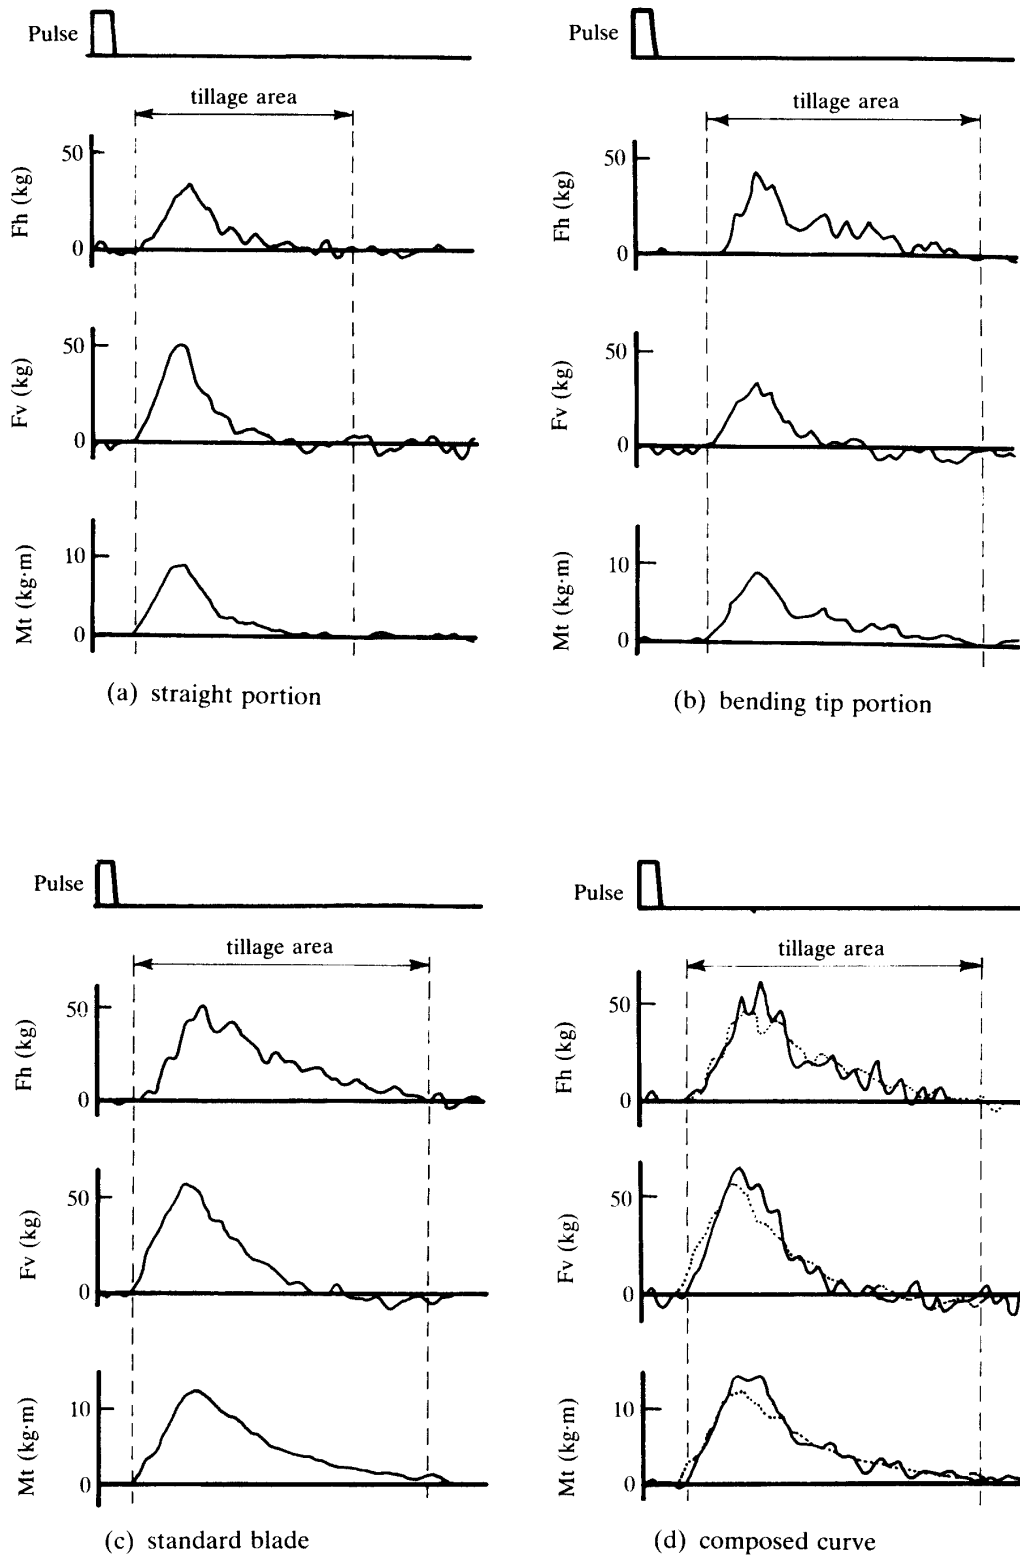 Pulse
tillage area
50
Fh (kg)
0
50
Fv (kg)
0
10
Mt (kg·m)
0
(a) straight portion
Pulse
tillage area
50
Fh (kg)
0
50
Fv (kg)
0
10
Mt (kg·m)
0
(b) bending tip portion
Pulse
tillage area
50
Fh (kg)
0
50
Fv (kg)
0
10
Mt (kg·m)
0
(c) standard blade
Pulse
tillage area
50
Fh (kg)
0
50
Fv (kg)
0
10
Mt (kg·m)
0
(d) composed curve